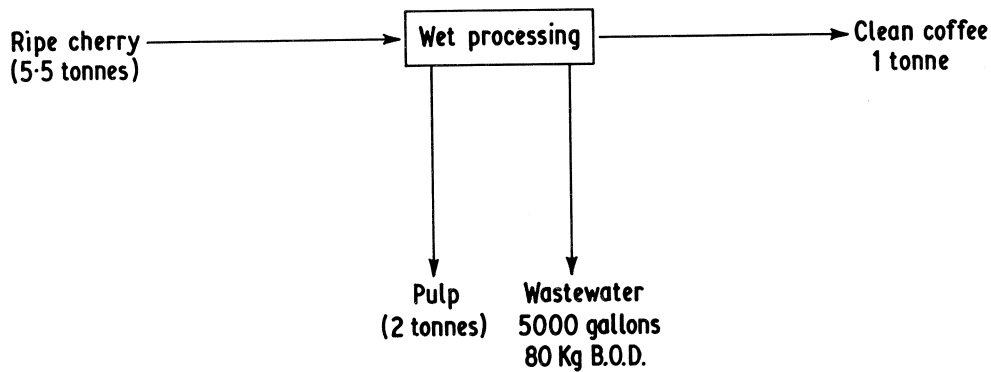 Ripe cherry
(5·5 tonnes)
Wet processing
Clean coffee
1 tonne
Pulp
(2 tonnes)
Wastewater
5000 gallons
80 Kg B.O.D.